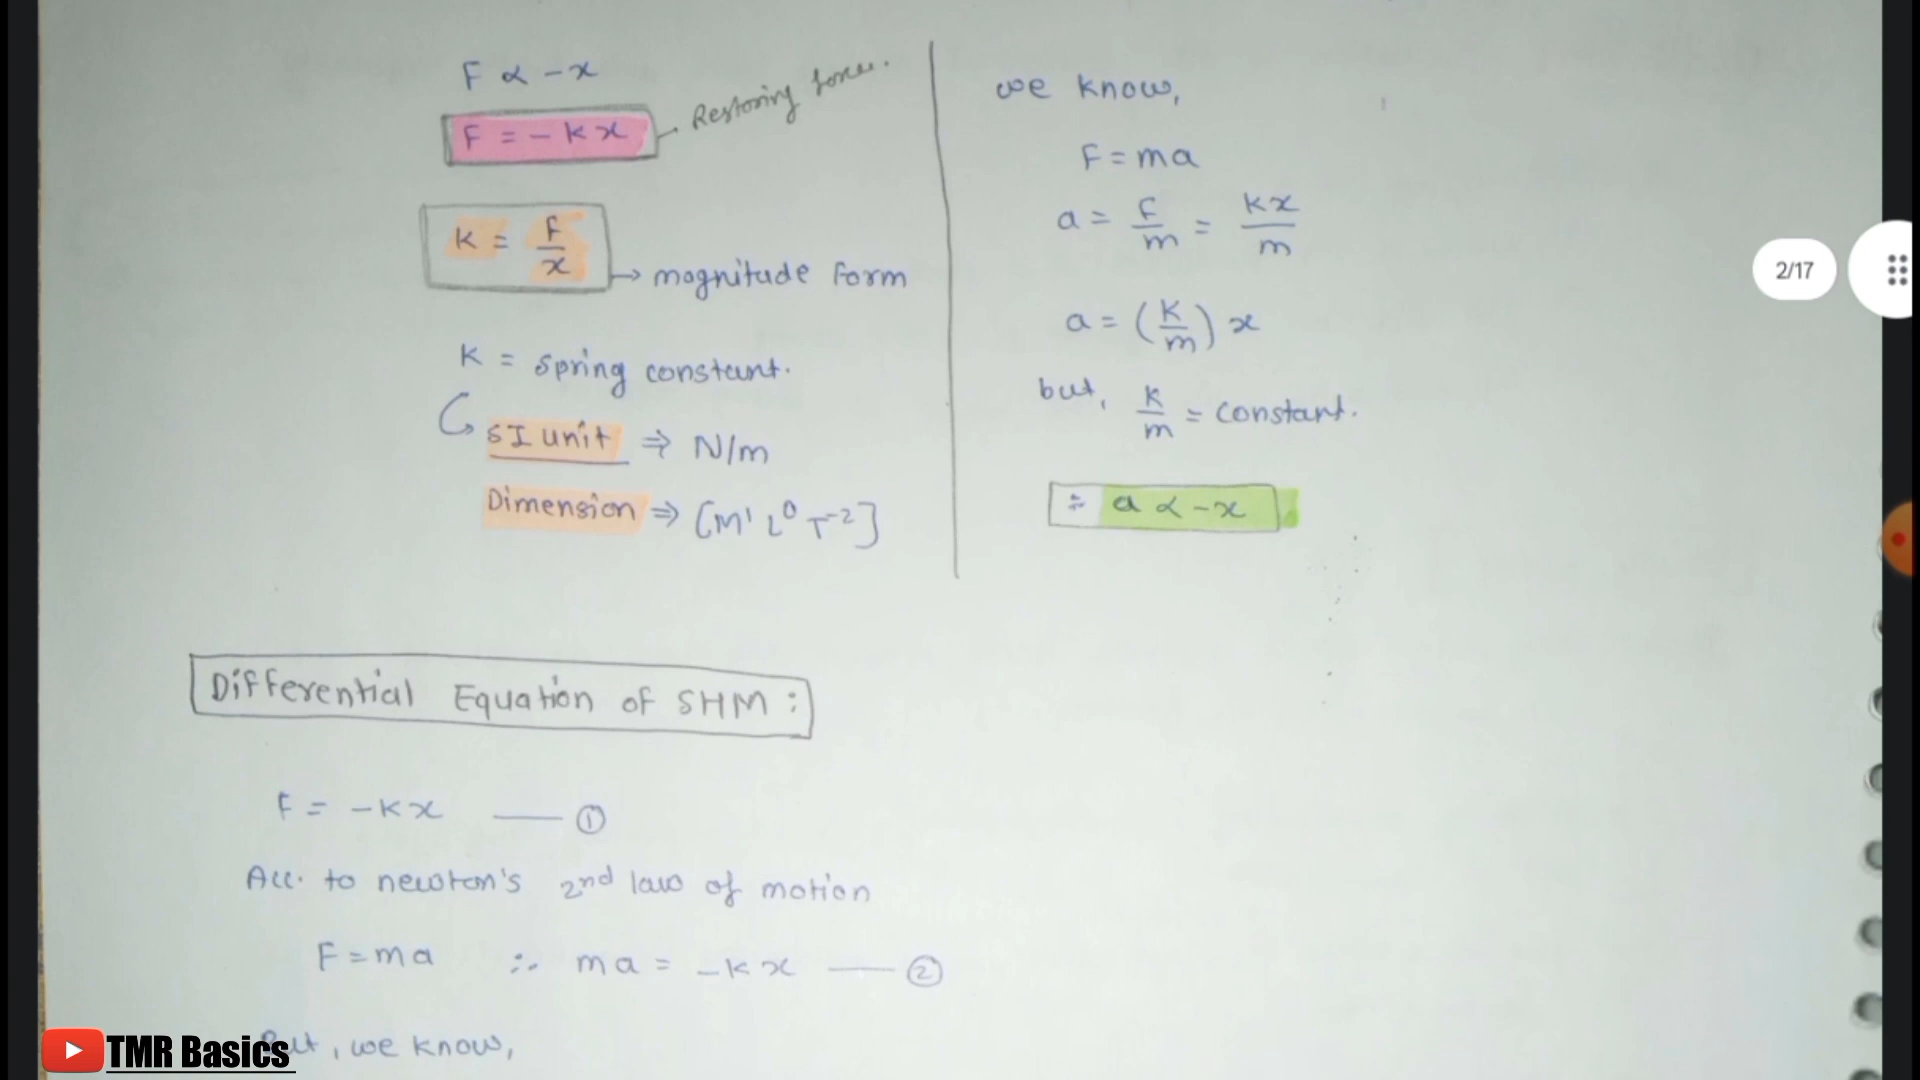 F ∝ -x
F = -kx → Restoring force.
K = F/x → magnitude form
K = spring constant.
SI unit ⇒ N/m
Dimension ⇒ [M¹ L⁰ T⁻²]
we know,
F = ma
a = F/m = kx/m
a = (K/m) x
but, K/m = constant.
∴ a ∝ -x
2/17
Differential Equation of SHM :
F = -kx —— ①
Acc. to newton's 2nd law of motion
F = ma ∴ ma = -kx —— ②
But, we know,
TMR Basics